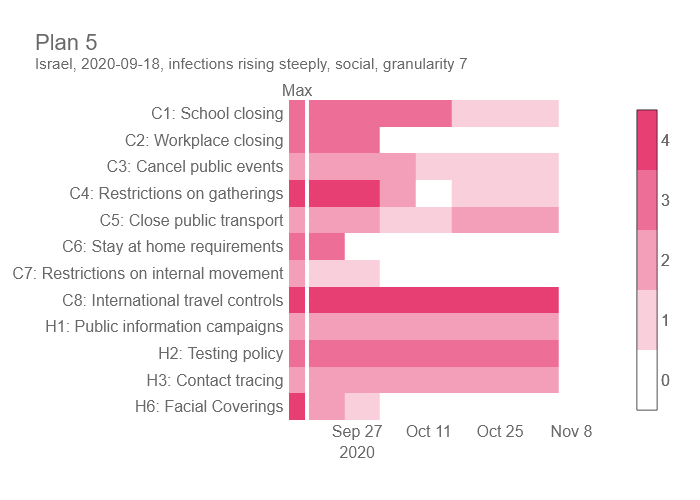 Plan 5
Israel, 2020-09-18, infections rising steeply, social, granularity 7
Max
C1: School closing
C2: Workplace closing
C3: Cancel public events
C4: Restrictions on gatherings
C5: Close public transport
C6: Stay at home requirements
C7: Restrictions on internal movement
C8: International travel controls
H1: Public information campaigns
H2: Testing policy
H3: Contact tracing
H6: Facial Coverings
Sep 27 Oct 11 Oct 25 Nov 8
2020
4
3
2
1
0